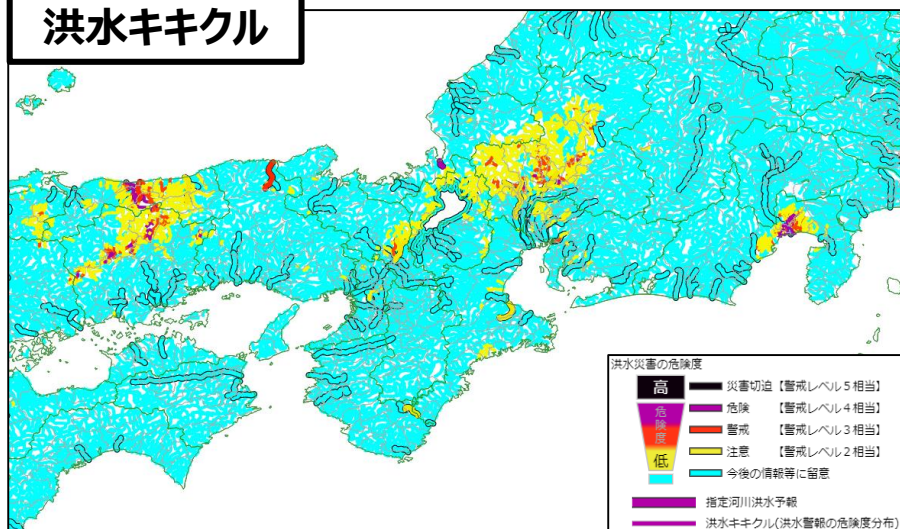 洪水キキクル
洪水災害の危険度
高
危険度
低
災害切迫【警戒レベル5相当】
危険 【警戒レベル4相当】
警戒 【警戒レベル3相当】
注意 【警戒レベル2相当】
今後の情報等に留意
指定河川洪水予報
洪水キキクル(洪水警報の危険度分布)